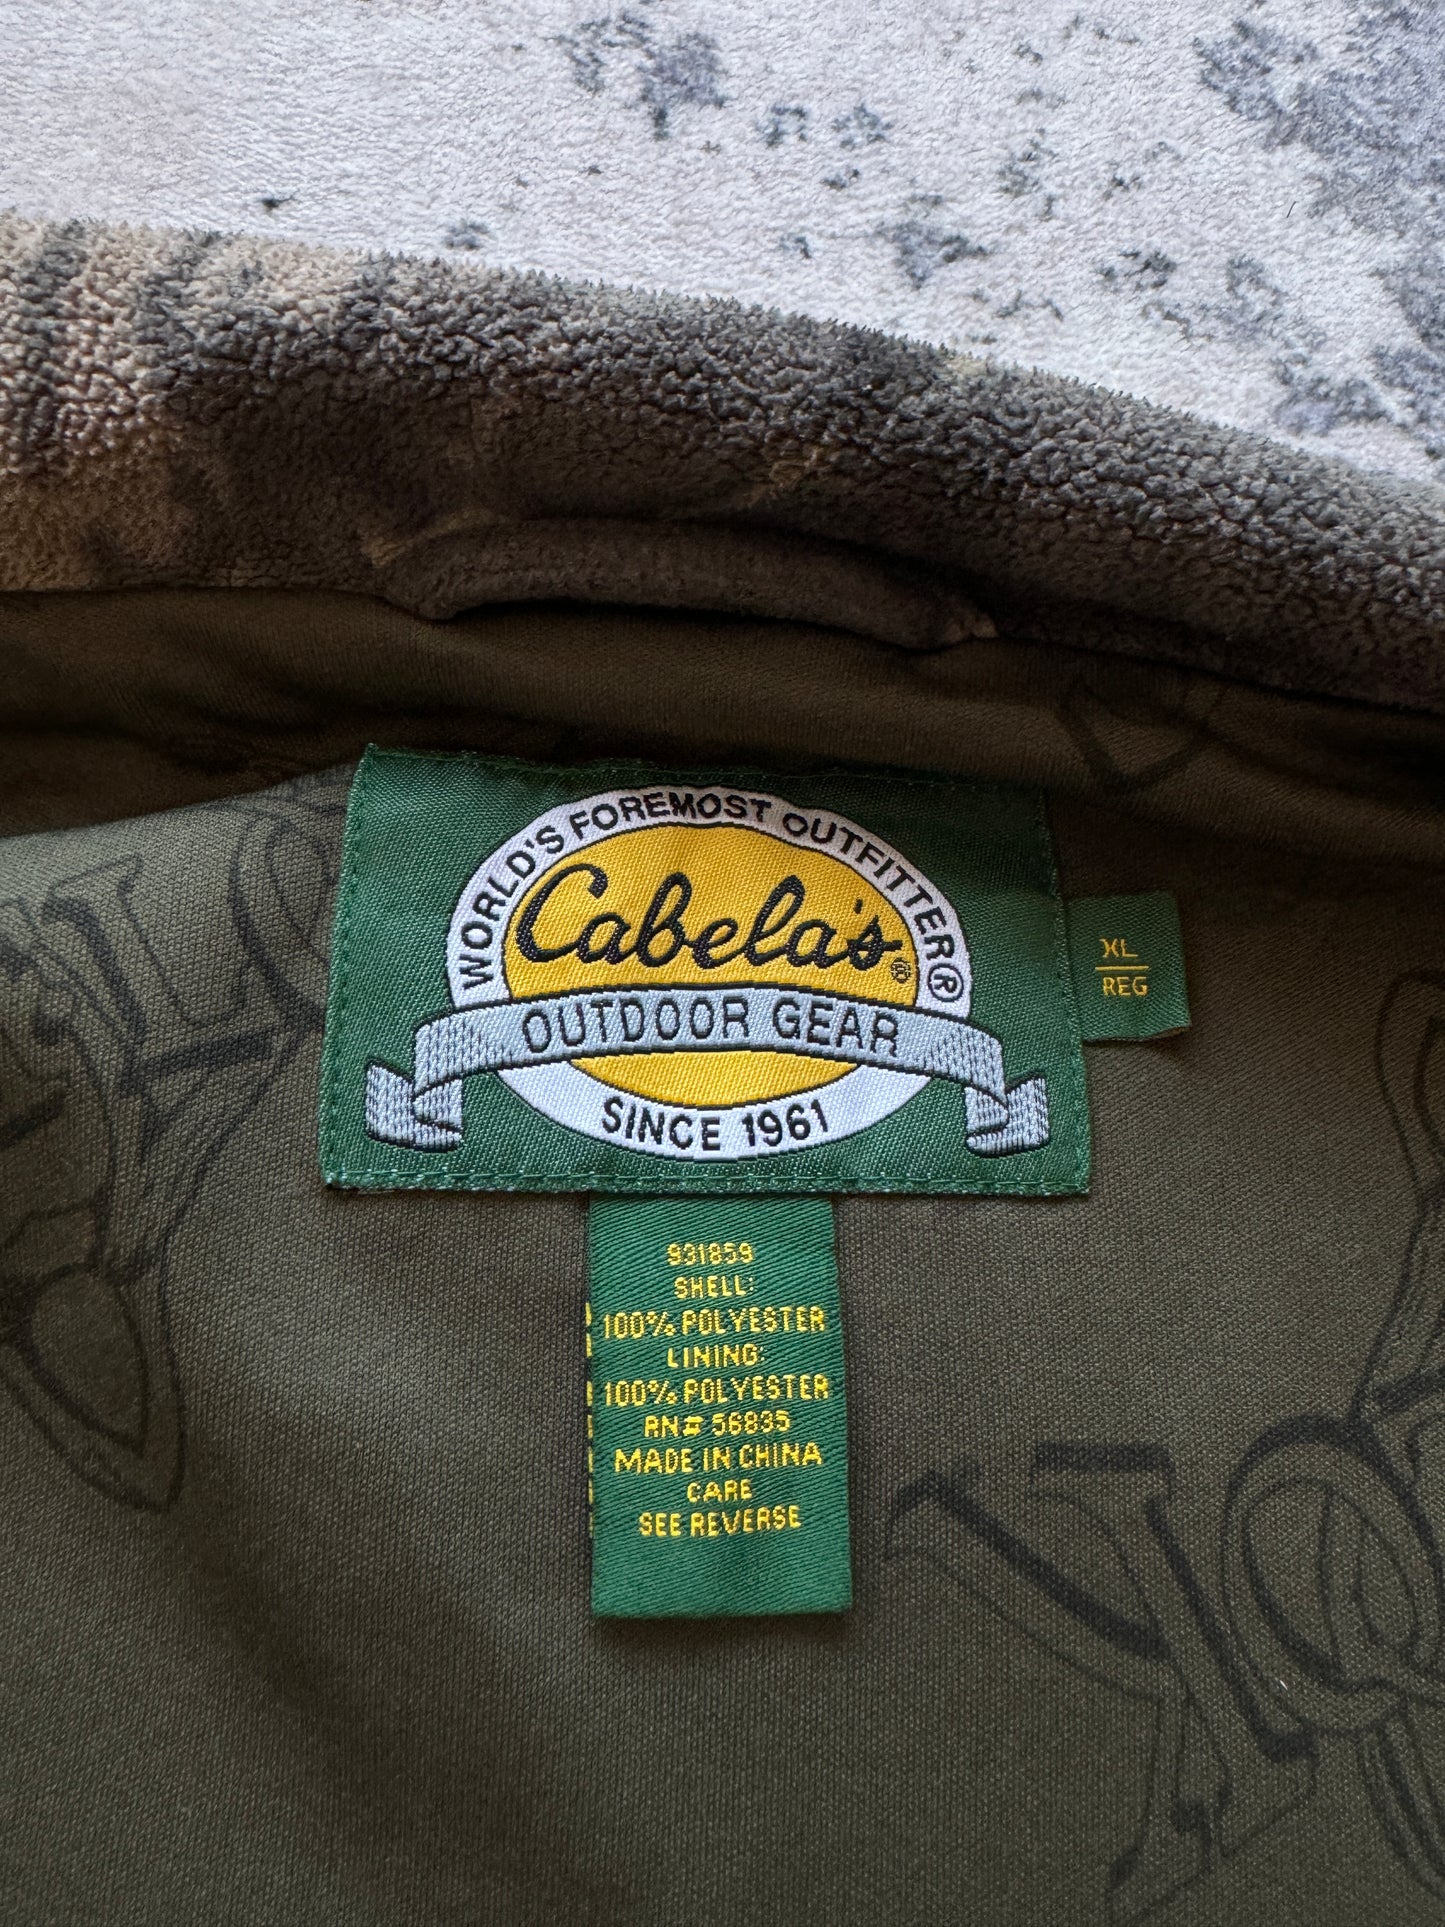 WORLD'S FOREMOST OUTFITTER®
Cabela's®
OUTDOOR GEAR
SINCE 1961
XL
REG
931859
SHELL:
100% POLYESTER
LINING:
100% POLYESTER
RN# 56835
MADE IN CHINA
CARE
SEE REVERSE